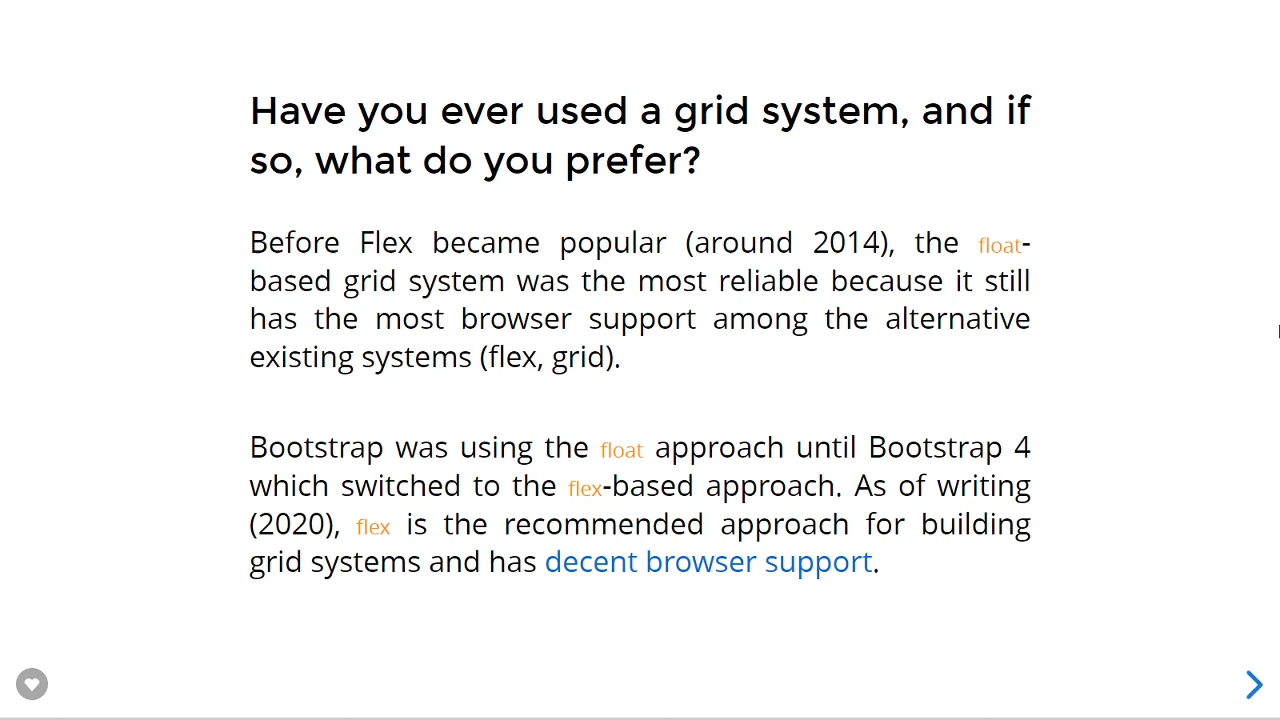 Have you ever used a grid system, and if
so, what do you prefer?
Before Flex became popular (around 2014), the float-
based grid system was the most reliable because it still
has the most browser support among the alternative
existing systems (flex, grid).
Bootstrap was using the float approach until Bootstrap 4
which switched to the flex-based approach. As of writing
(2020), flex is the recommended approach for building
grid systems and has decent browser support.